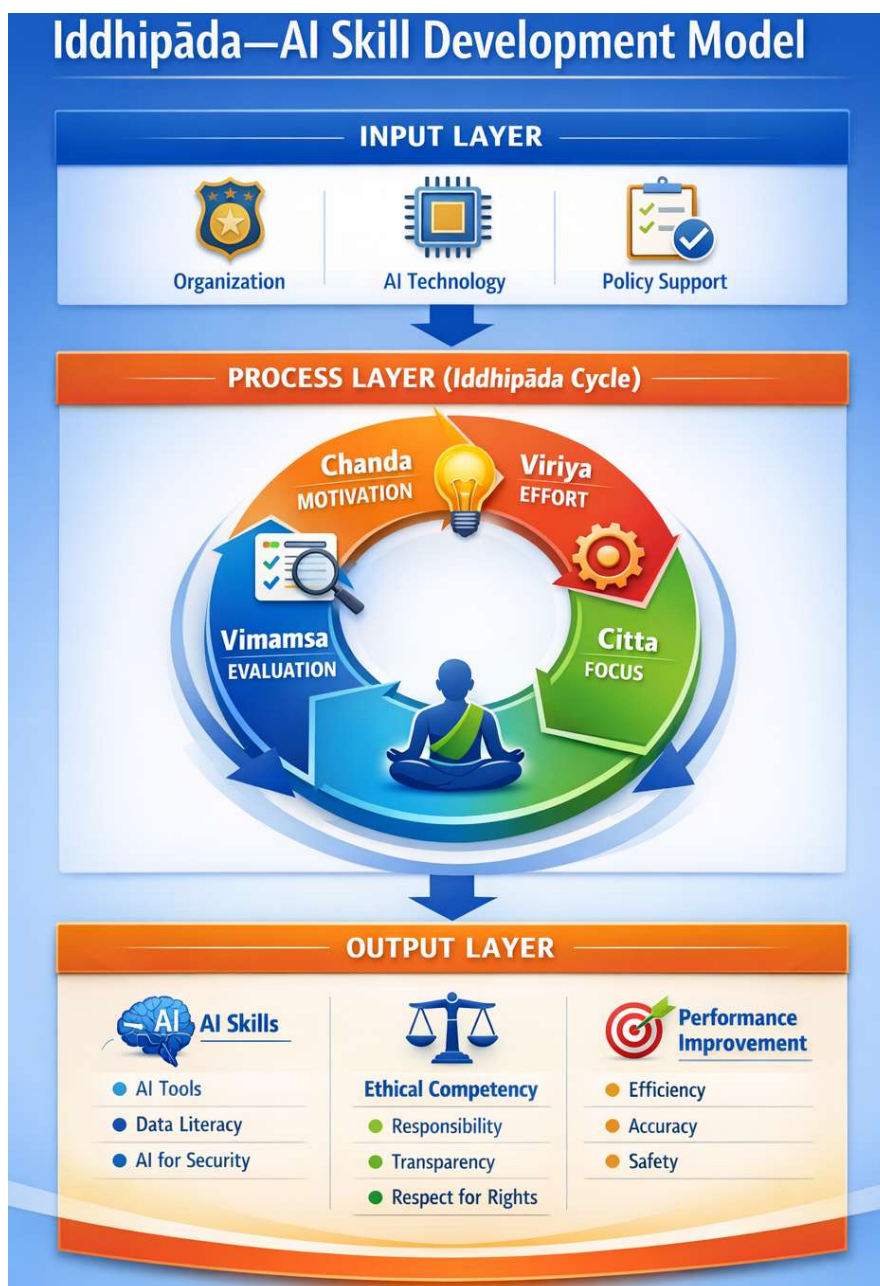 Iddhipāda—AI Skill Development Model
INPUT LAYER
Organization
AI Technology
Policy Support
PROCESS LAYER (Iddhipāda Cycle)
Chanda
MOTIVATION
Viriya
EFFORT
Vimamsa
EVALUATION
Citta
FOCUS
OUTPUT LAYER
AI
AI Skills
AI Tools
Data Literacy
AI for Security
Ethical Competency
Responsibility
Transparency
Respect for Rights
Performance
Improvement
Efficiency
Accuracy
Safety